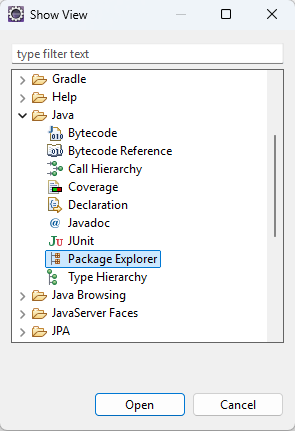 Show View
type filter text
Gradle
Help
Java
Bytecode
Bytecode Reference
Call Hierarchy
Coverage
Declaration
Javadoc
JUnit
Package Explorer
Type Hierarchy
Java Browsing
JavaServer Faces
JPA
Open
Cancel